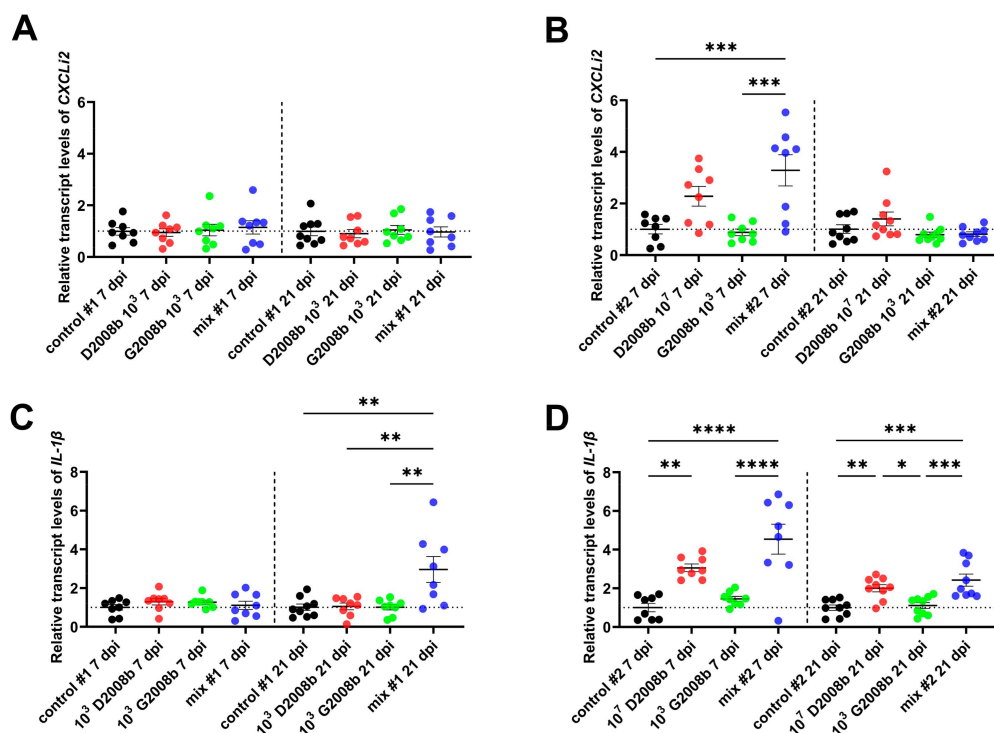 A
Relative transcript levels of CXCLi2
6
4
2
0
control #1 7 dpi
D2008b 10³ 7 dpi
G2008b 10³ 7 dpi
mix #1 7 dpi
control #1 21 dpi
D2008b 10³ 21 dpi
G2008b 10³ 21 dpi
mix #1 21 dpi
B
***
***
Relative transcript levels of CXCLi2
6
4
2
0
control #2 7 dpi
D2008b 10⁷ 7 dpi
G2008b 10³ 7 dpi
mix #2 7 dpi
control #2 21 dpi
D2008b 10⁷ 21 dpi
G2008b 10³ 21 dpi
mix #2 21 dpi
C
**
**
**
Relative transcript levels of IL-1β
8
6
4
2
0
control #1 7 dpi
10³ D2008b 7 dpi
10³ G2008b 7 dpi
mix #1 7 dpi
control #1 21 dpi
10³ D2008b 21 dpi
10³ G2008b 21 dpi
mix #1 21 dpi
D
****
***
**
****
**
*
***
Relative transcript levels of IL-1β
8
6
4
2
0
control #2 7 dpi
10⁷ D2008b 7 dpi
10³ G2008b 7 dpi
mix #2 7 dpi
control #2 21 dpi
10⁷ D2008b 21 dpi
10³ G2008b 21 dpi
mix #2 21 dpi